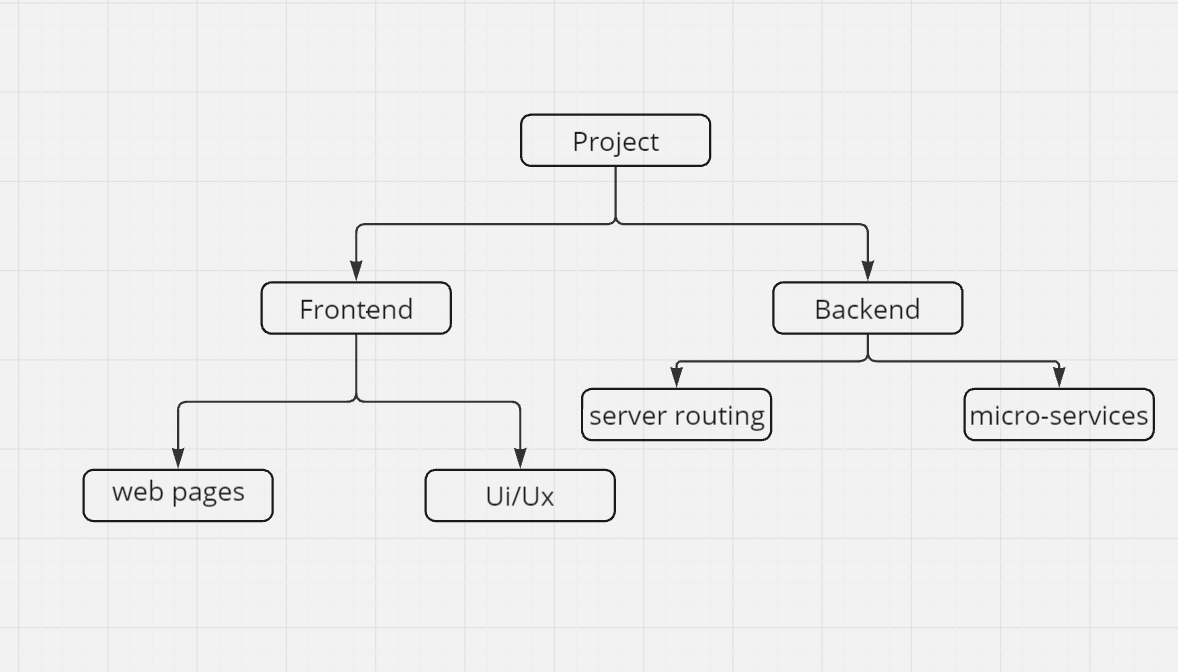 Project
Frontend
Backend
server routing
micro-services
web pages
Ui/Ux